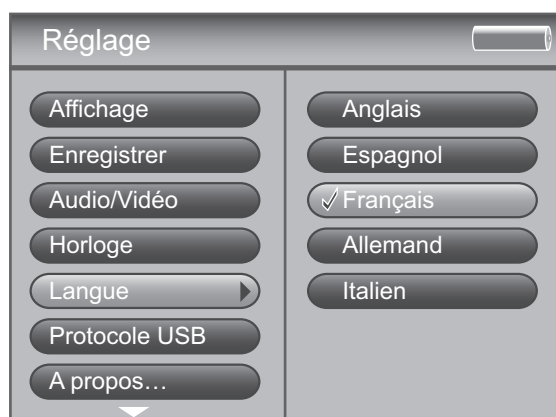 Réglage
Affichage
Enregistrer
Audio/Vidéo
Horloge
Langue
Protocole USB
A propos…
Anglais
Espagnol
Français
Allemand
Italien